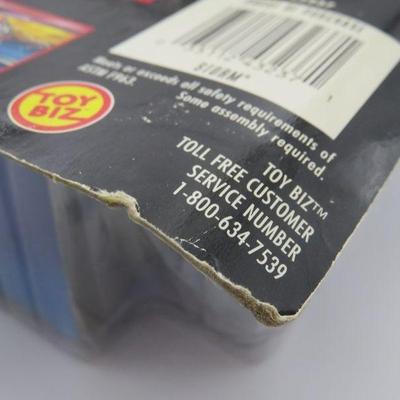 STORM™
Meets or exceeds all safety requirements of
ASTM F963. Some assembly required.
TOY
BIZ
TOY BIZ™
TOLL FREE CUSTOMER
SERVICE NUMBER
1-800-634-7539